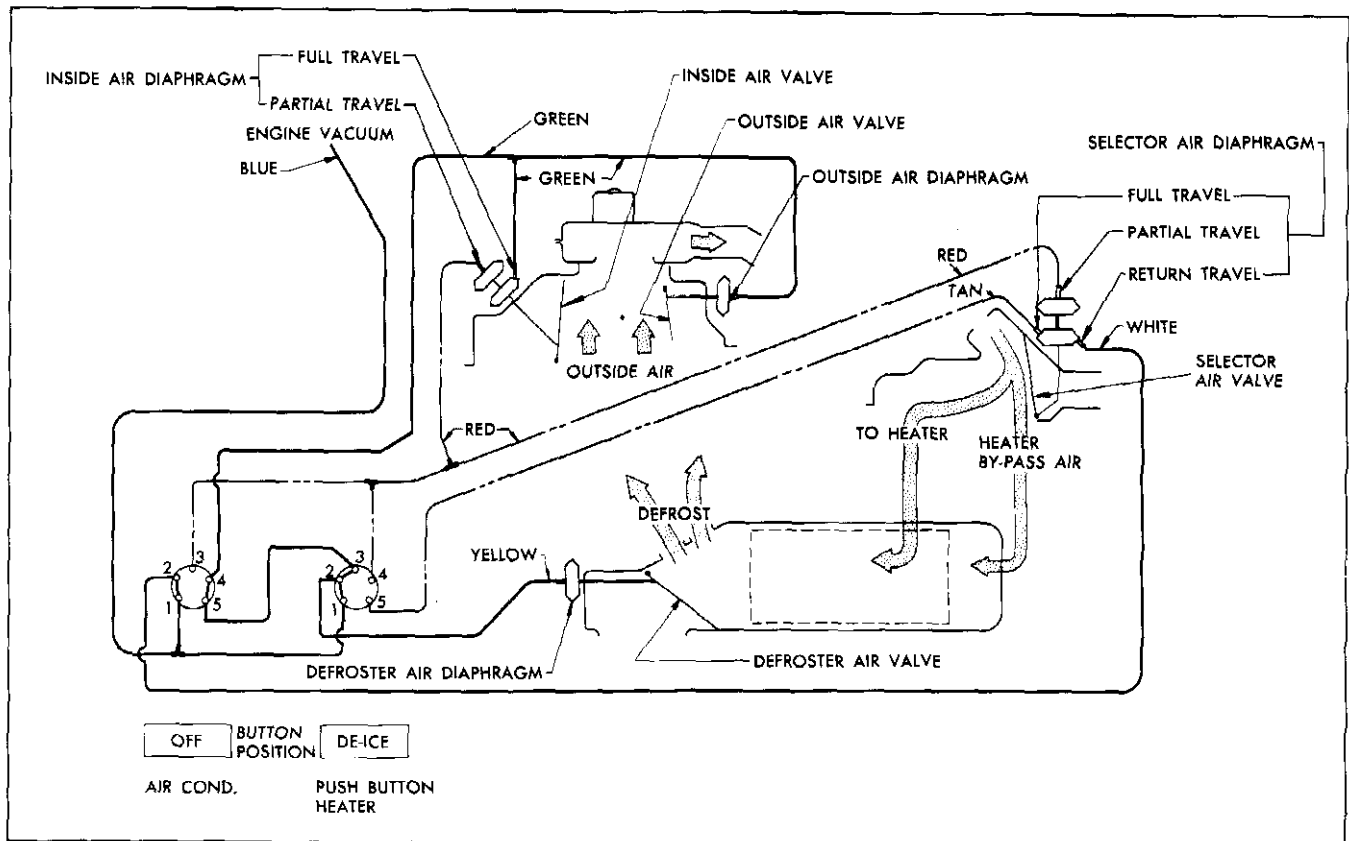 FULL TRAVEL
INSIDE AIR DIAPHRAGM
PARTIAL TRAVEL
ENGINE VACUUM
BLUE
GREEN
GREEN
INSIDE AIR VALVE
OUTSIDE AIR VALVE
OUTSIDE AIR DIAPHRAGM
SELECTOR AIR DIAPHRAGM
FULL TRAVEL
PARTIAL TRAVEL
RETURN TRAVEL
RED
TAN
WHITE
OUTSIDE AIR
SELECTOR
AIR VALVE
TO HEATER
HEATER
BY-PASS AIR
RED
DEFROST
YELLOW
3
2 4
1 5
3
2 4
1 5
DEFROSTER AIR DIAPHRAGM
DEFROSTER AIR VALVE
OFF
BUTTON
POSITION
DE-ICE
AIR COND.
PUSH BUTTON
HEATER